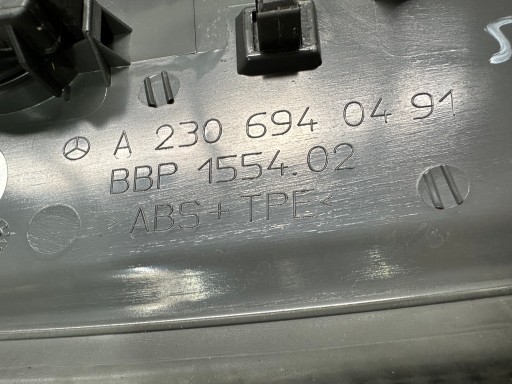 A 230 694 04 91
BBP 1554.02
ABS + TPE<